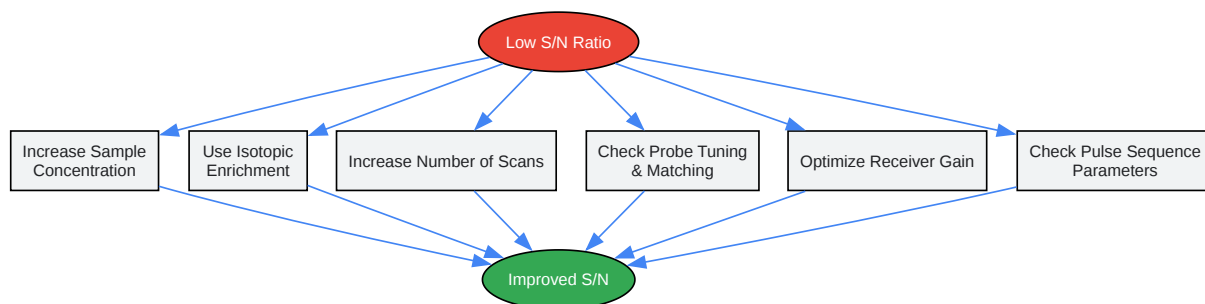 Low S/N Ratio
Increase Sample
Concentration
Use Isotopic
Enrichment
Increase Number of Scans
Check Probe Tuning
& Matching
Optimize Receiver Gain
Check Pulse Sequence
Parameters
Improved S/N